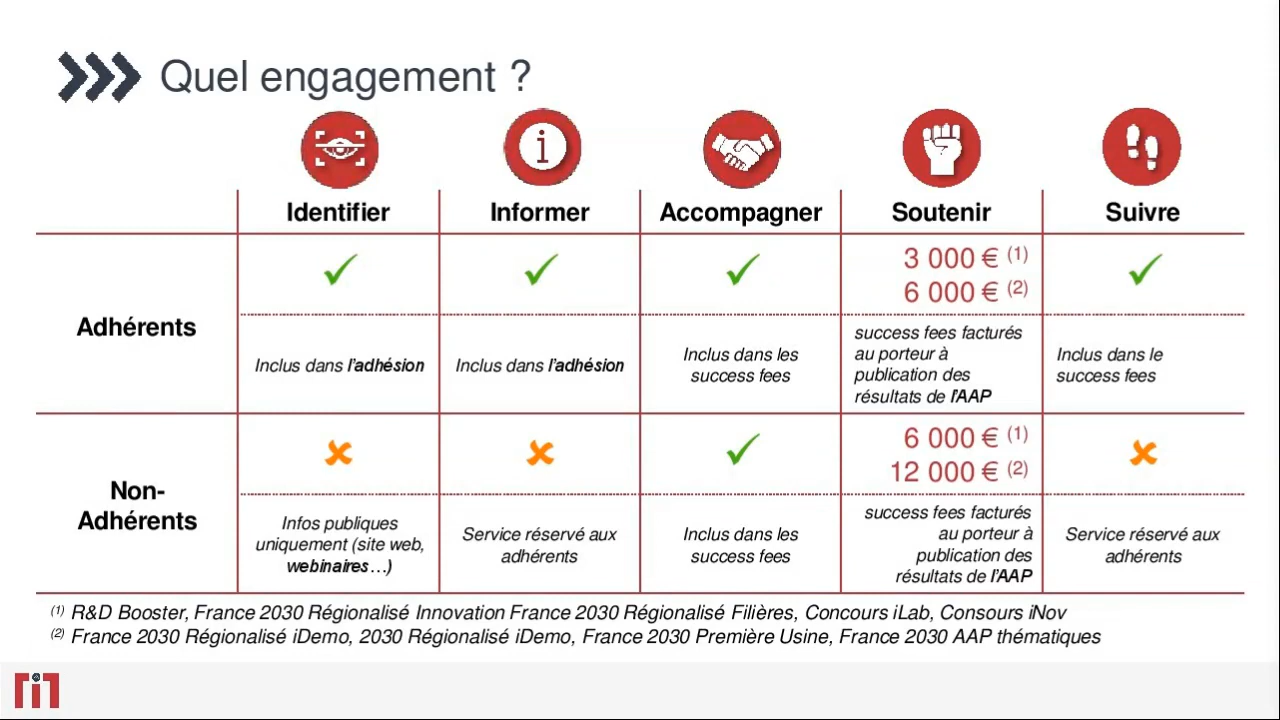 Quel engagement ?
Identifier
Informer
Accompagner
Soutenir
Suivre
Adhérents
3 000 € (1)
6 000 € (2)
Inclus dans l'adhésion
Inclus dans l'adhésion
Inclus dans les
success fees
success fees facturés
au porteur à
publication des
résultats de l'AAP
Inclus dans le
success fees
Non-
Adhérents
6 000 € (1)
12 000 € (2)
Infos publiques
uniquement (site web,
webinaires…)
Service réservé aux
adhérents
Inclus dans les
success fees
success fees facturés
au porteur à
publication des
résultats de l'AAP
Service réservé aux
adhérents
(1) R&D Booster, France 2030 Régionalisé Innovation France 2030 Régionalisé Filières, Concours iLab, Consours iNov
(2) France 2030 Régionalisé iDemo, 2030 Régionalisé iDemo, France 2030 Première Usine, France 2030 AAP thématiques